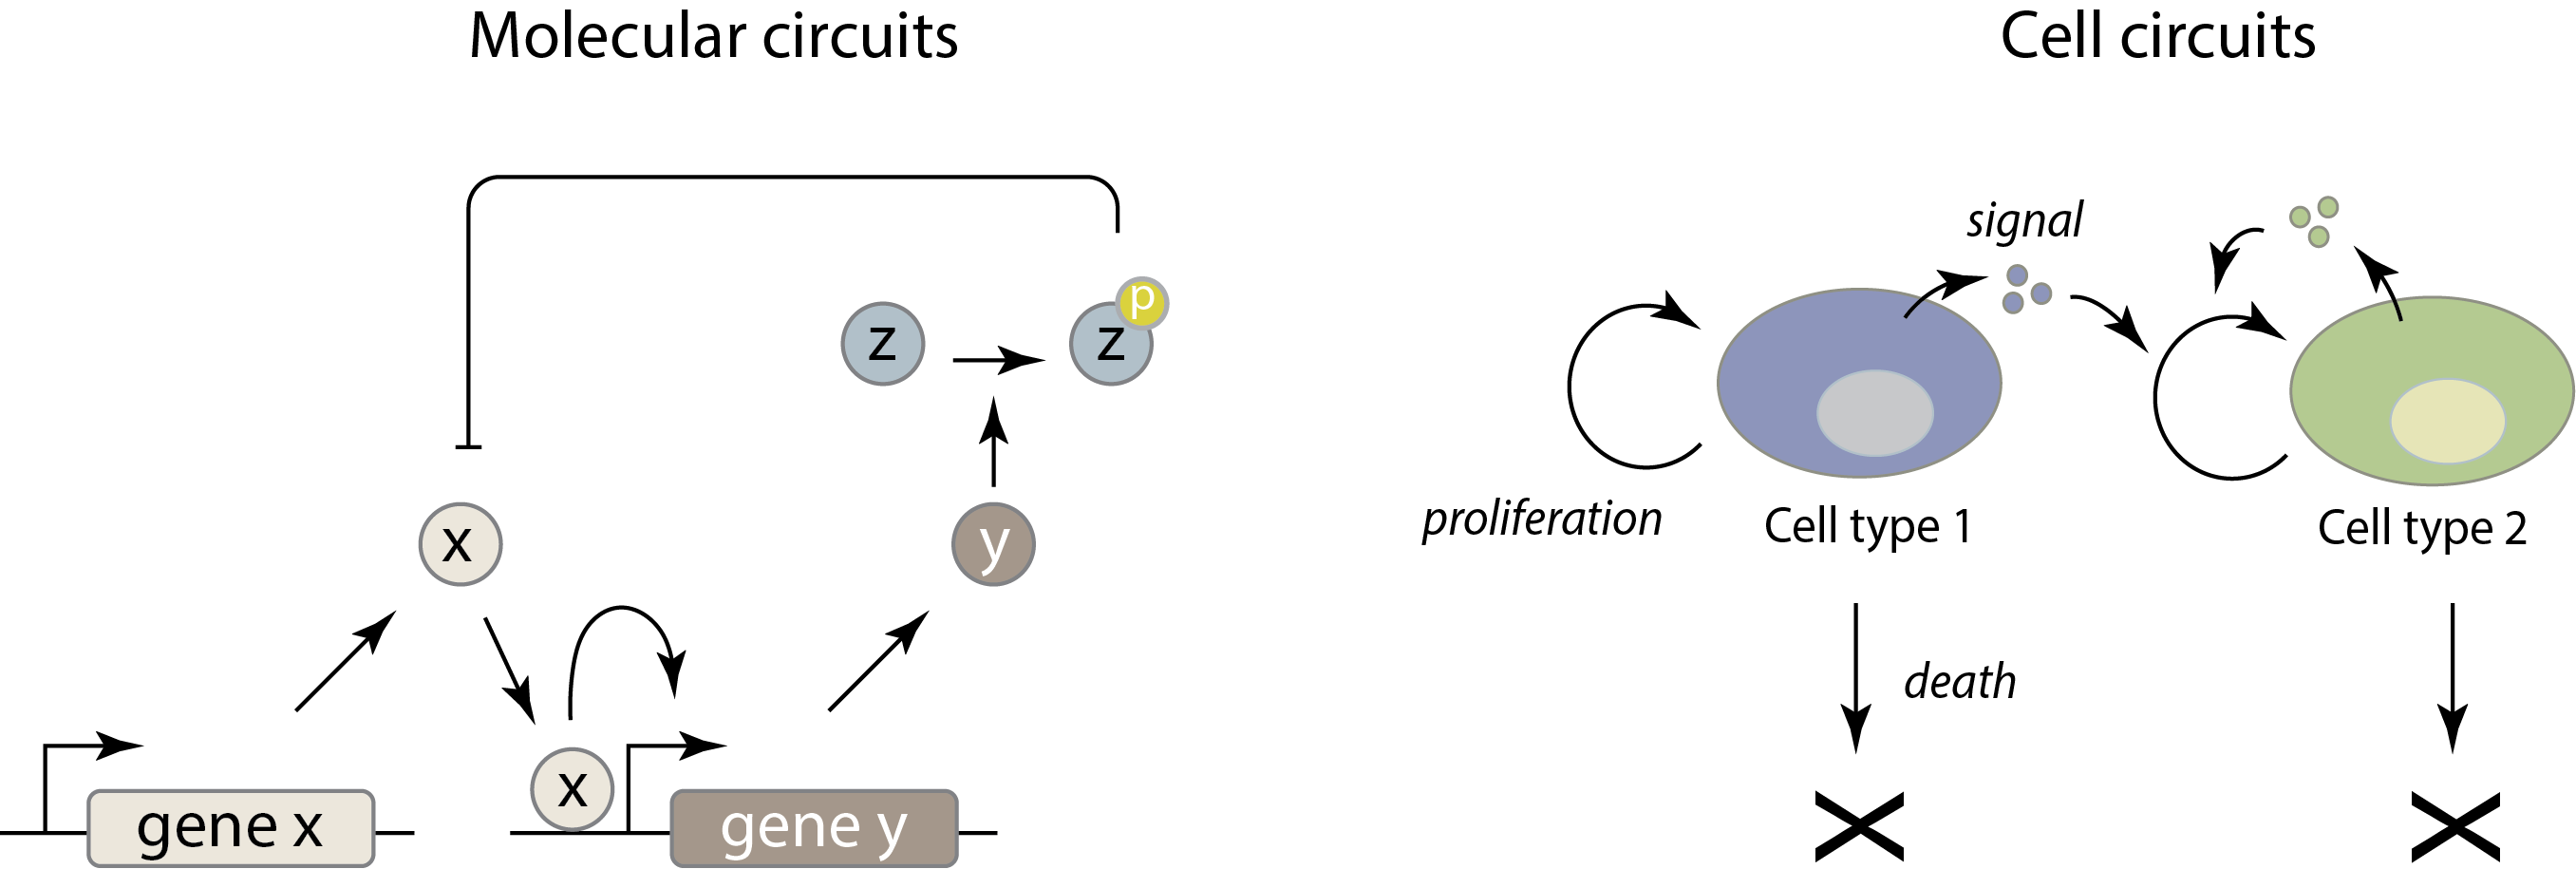 Molecular circuits
z
z
p
x
y
x
gene x
gene y
Cell circuits
signal
proliferation
Cell type 1
Cell type 2
death